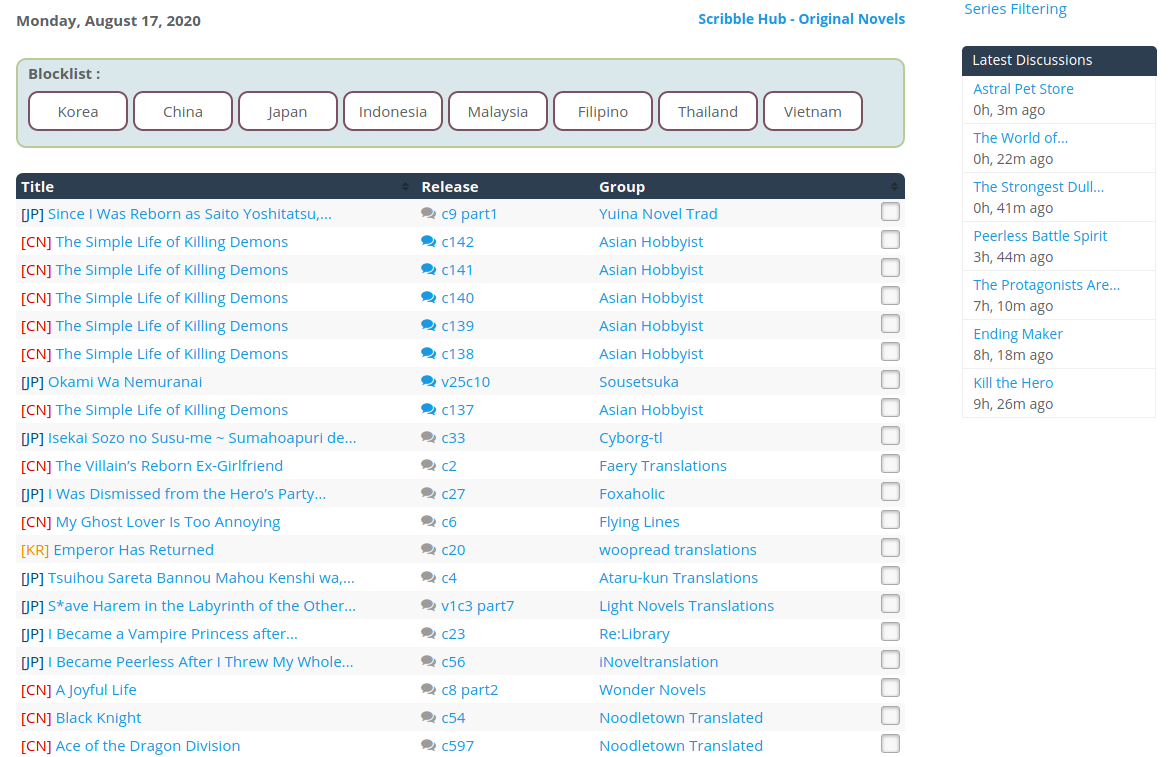 Monday, August 17, 2020
Scribble Hub - Original Novels
Blocklist :
Korea China Japan Indonesia Malaysia Filipino Thailand Vietnam
Title Release Group
[JP] Since I Was Reborn as Saito Yoshitatsu,... c9 part1 Yuina Novel Trad
[CN] The Simple Life of Killing Demons c142 Asian Hobbyist
[CN] The Simple Life of Killing Demons c141 Asian Hobbyist
[CN] The Simple Life of Killing Demons c140 Asian Hobbyist
[CN] The Simple Life of Killing Demons c139 Asian Hobbyist
[CN] The Simple Life of Killing Demons c138 Asian Hobbyist
[JP] Okami Wa Nemuranai v25c10 Sousetsuka
[CN] The Simple Life of Killing Demons c137 Asian Hobbyist
[JP] Isekai Sozo no Susu-me ~ Sumahoapuri de... c33 Cyborg-tl
[CN] The Villain’s Reborn Ex-Girlfriend c2 Faery Translations
[JP] I Was Dismissed from the Hero’s Party... c27 Foxaholic
[CN] My Ghost Lover Is Too Annoying c6 Flying Lines
[KR] Emperor Has Returned c20 woopread translations
[JP] Tsuihou Sareta Bannou Mahou Kenshi wa,... c4 Ataru-kun Translations
[JP] S*ave Harem in the Labyrinth of the Other... v1c3 part7 Light Novels Translations
[JP] I Became a Vampire Princess after... c23 Re:Library
[JP] I Became Peerless After I Threw My Whole... c56 iNoveltranslation
[CN] A Joyful Life c8 part2 Wonder Novels
[CN] Black Knight c54 Noodletown Translated
[CN] Ace of the Dragon Division c597 Noodletown Translated
Series Filtering
Latest Discussions
Astral Pet Store
0h, 3m ago
The World of...
0h, 22m ago
The Strongest Dull...
0h, 41m ago
Peerless Battle Spirit
3h, 44m ago
The Protagonists Are...
7h, 10m ago
Ending Maker
8h, 18m ago
Kill the Hero
9h, 26m ago